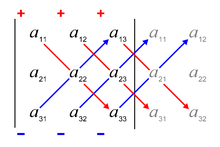 + + +
a₁₁ a₁₂ a₁₃ a₁₁ a₁₂
a₂₁ a₂₂ a₂₃ a₂₁ a₂₂
a₃₁ a₃₂ a₃₃ a₃₁ a₃₂
− − −